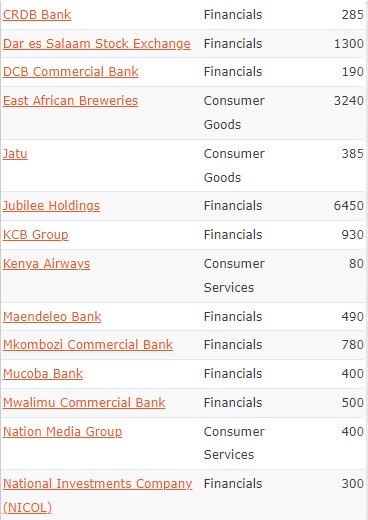 CRDB Bank Financials 285
Dar es Salaam Stock Exchange Financials 1300
DCB Commercial Bank Financials 190
East African Breweries Consumer 3240
Goods
Jatu Consumer 385
Goods
Jubilee Holdings Financials 6450
KCB Group Financials 930
Kenya Airways Consumer 80
Services
Maendeleo Bank Financials 490
Mkombozi Commercial Bank Financials 780
Mucoba Bank Financials 400
Mwalimu Commercial Bank Financials 500
Nation Media Group Consumer 400
Services
National Investments Company Financials 300
(NICOL)